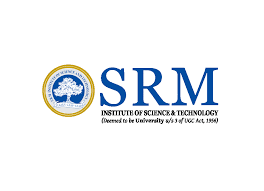 SRM
INSTITUTE OF SCIENCE & TECHNOLOGY
(Deemed to be University u/s 3 of UGC Act, 1956)